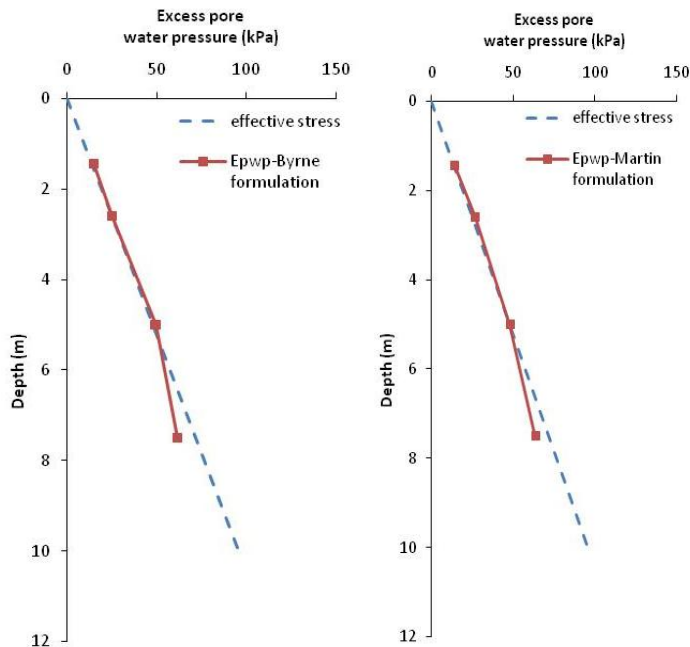 Excess pore
water pressure (kPa)
0 50 100 150
0
2
4
6
8
10
12
Depth (m)
effective stress
Epwp-Byrne
formulation
Excess pore
water pressure (kPa)
0 50 100 150
0
2
4
6
8
10
12
Depth (m)
effective stress
Epwp-Martin
formulation